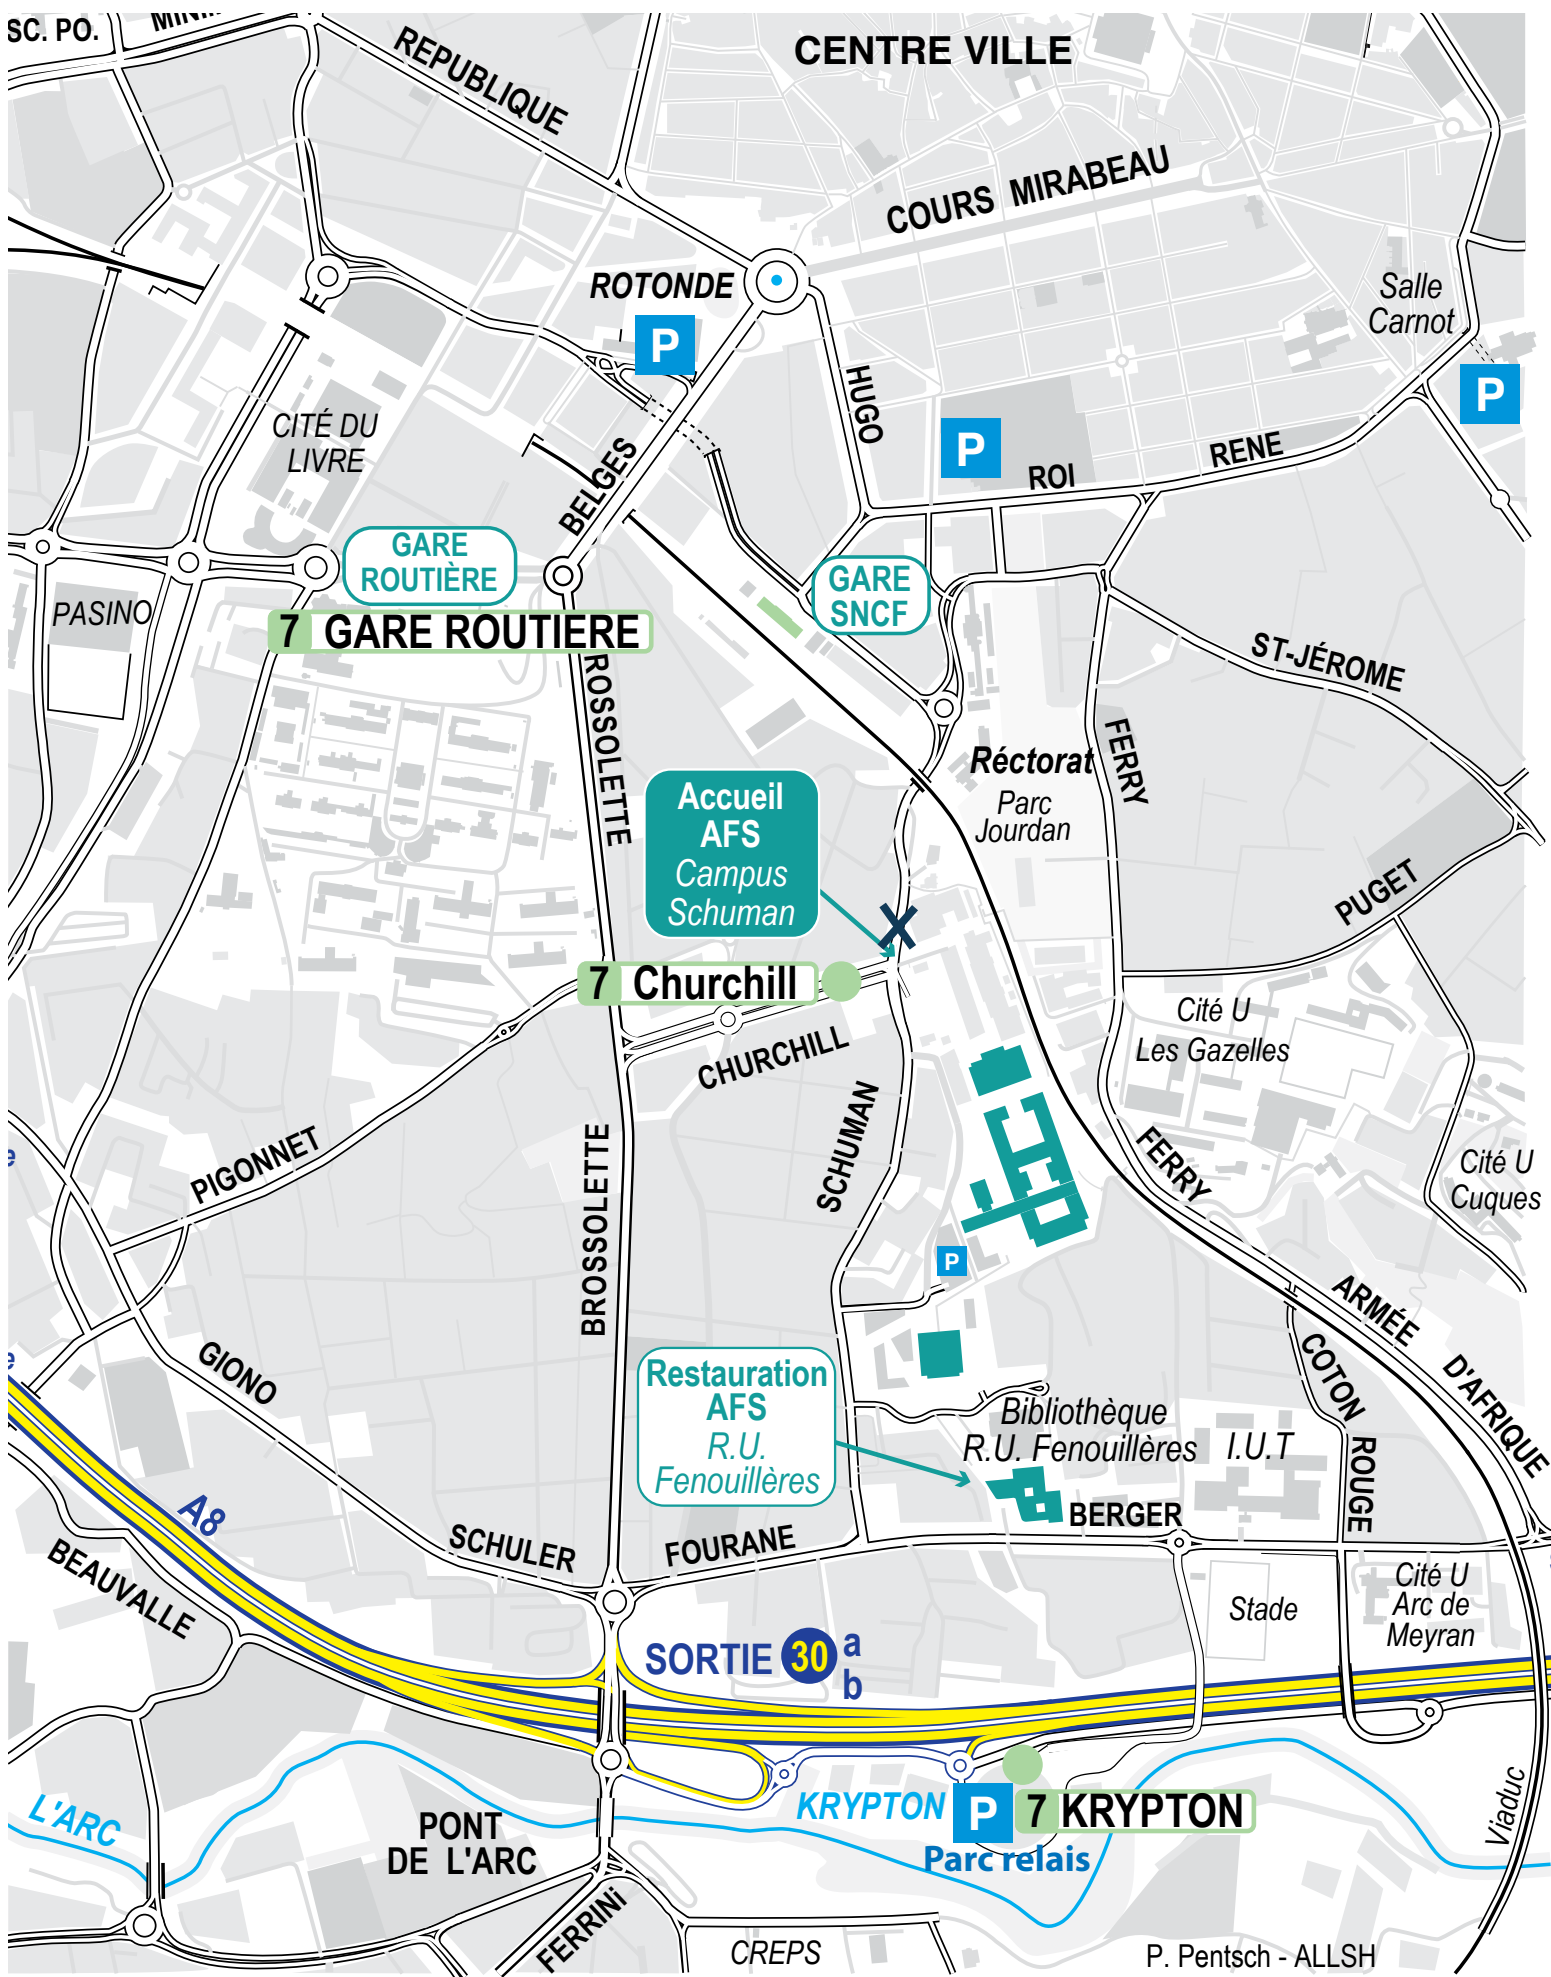 SC. PO.
CENTRE VILLE
REPUBLIQUE
COURS MIRABEAU
ROTONDE
P
Salle
Carnot
P
HUGO
CITÉ DU
LIVRE
P
ROI
RENE
BELGES
GARE
ROUTIÈRE
GARE
SNCF
PASINO
7 GARE ROUTIERE
ST-JÉROME
ROSSOLETTE
FERRY
Réctorat
Parc
Jourdan
Accueil
AFS
Campus
Schuman
PUGET
7 Churchill
CHURCHILL
Cité U
Les Gazelles
SCHUMAN
PIGONNET
BROSSOLETTE
FERRY
Cité U
Cuques
P
ARMÉE
D'AFRIQUE
GIONO
COTON
ROUGE
Restauration
AFS
R.U.
Fenouillères
Bibliothèque
R.U. Fenouillères
I.U.T
A8
BERGER
SCHULER
FOURANE
BEAUVALLE
Stade
Cité U
Arc de
Meyran
SORTIE 30 a
b
L'ARC
KRYPTON
P
7 KRYPTON
Parc relais
PONT
DE L'ARC
Viaduc
FERRINi
CREPS
P. Pentsch - ALLSH